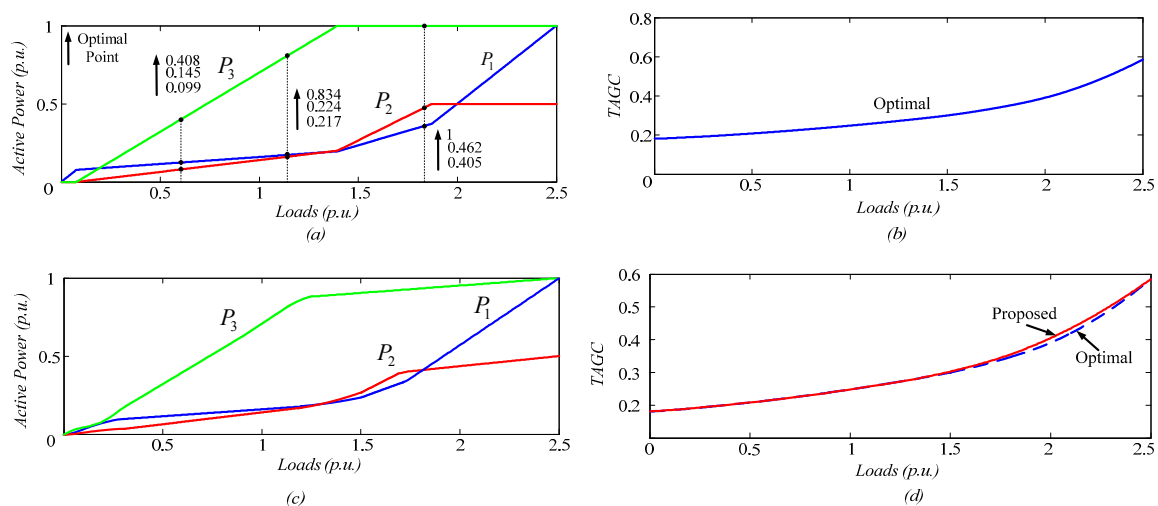 1
Optimal
Point
0.408
0.145
0.099
P3
0.834
0.224
0.217
P2
P1
1
0.462
0.405
0.5
0
0.5
1
1.5
2
2.5
Active Power (p.u.)
Loads (p.u.)
(a)
0.8
0.6
0.4
0.2
0
0
0.5
1
1.5
2
2.5
TAGC
Optimal
Loads (p.u.)
(b)
1
0.5
0
0.5
1
1.5
2
2.5
Active Power (p.u.)
P3
P1
P2
Loads (p.u.)
(c)
0.6
0.5
0.4
0.3
0.2
0
0.5
1
1.5
2
2.5
TAGC
Proposed
Optimal
Loads (p.u.)
(d)